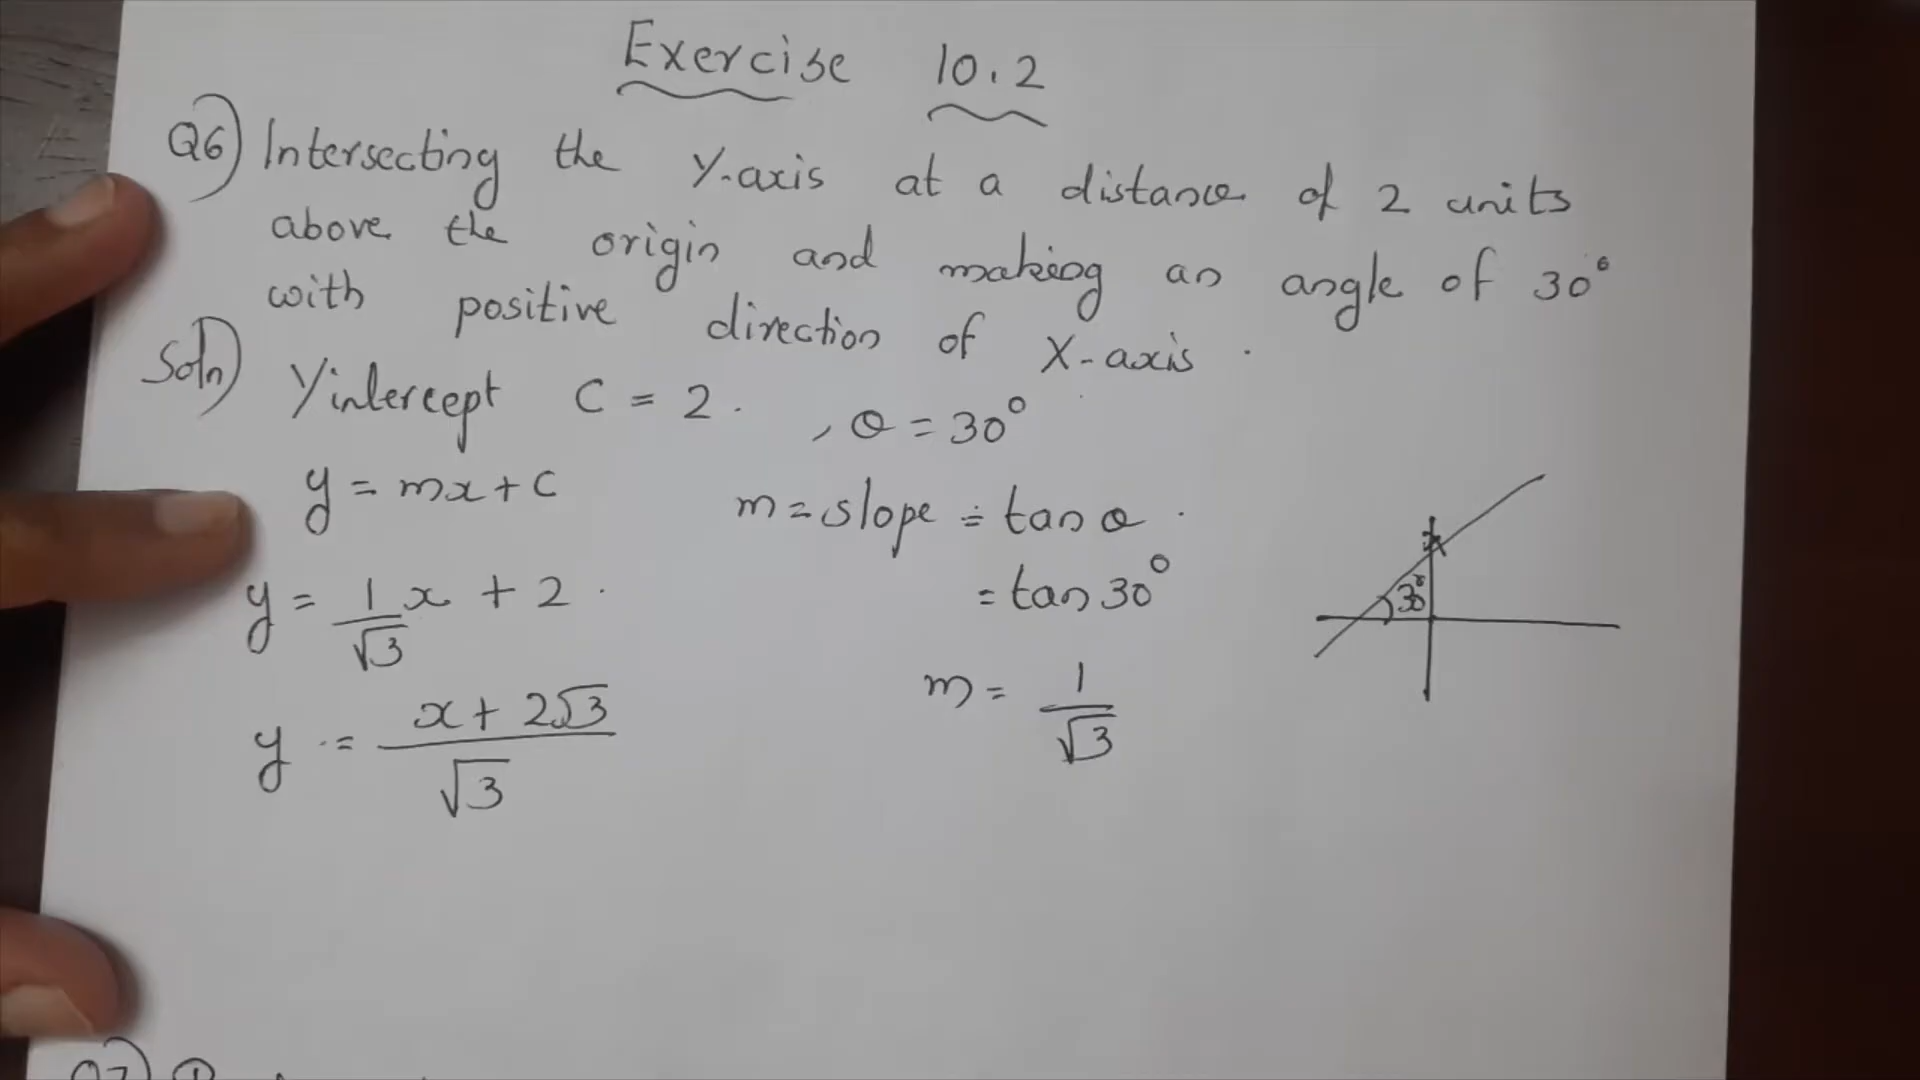 Exercise 10.2
Q6) Intersecting the Y-axis at a distance of 2 units
above the origin and making an angle of 30°
with positive direction of X-axis.
Soln) Y intercept C = 2. , θ = 30°
y = mx + c
m = slope = tan θ.
y = 1/√3 x + 2.
= tan 30°
30°
m = 1/√3
y = x + 2√3 / √3
Q7)